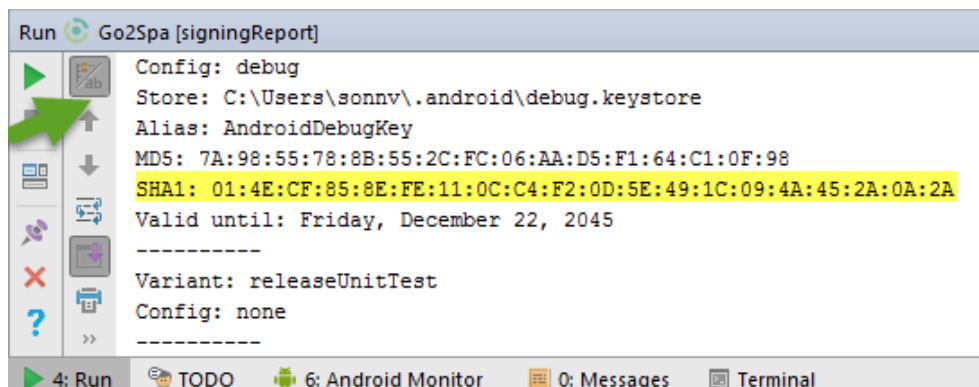 Run Go2Spa [signingReport]
Config: debug
Store: C:\Users\sonnv\.android\debug.keystore
Alias: AndroidDebugKey
MD5: 7A:98:55:78:8B:55:2C:FC:06:AA:D5:F1:64:C1:0F:98
SHA1: 01:4E:CF:85:8E:FE:11:0C:C4:F2:0D:5E:49:1C:09:4A:45:2A:0A:2A
Valid until: Friday, December 22, 2045
----------
Variant: releaseUnitTest
Config: none
----------
4: Run TODO 6: Android Monitor 0: Messages Terminal